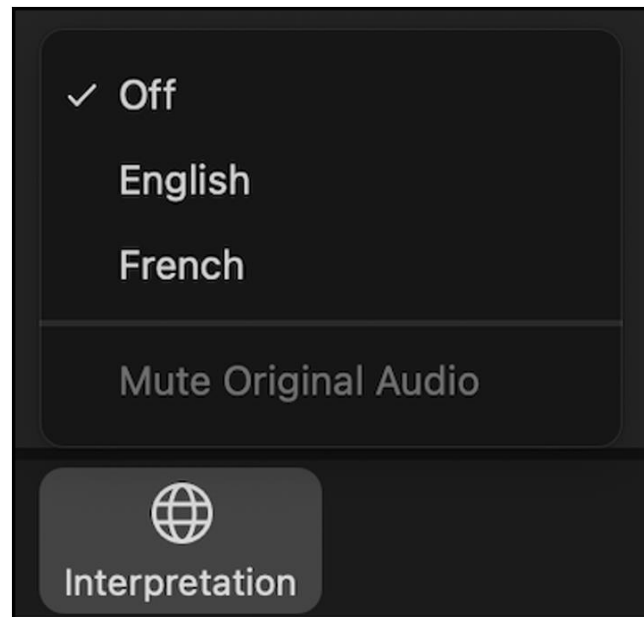 Off
English
French
Mute Original Audio
Interpretation